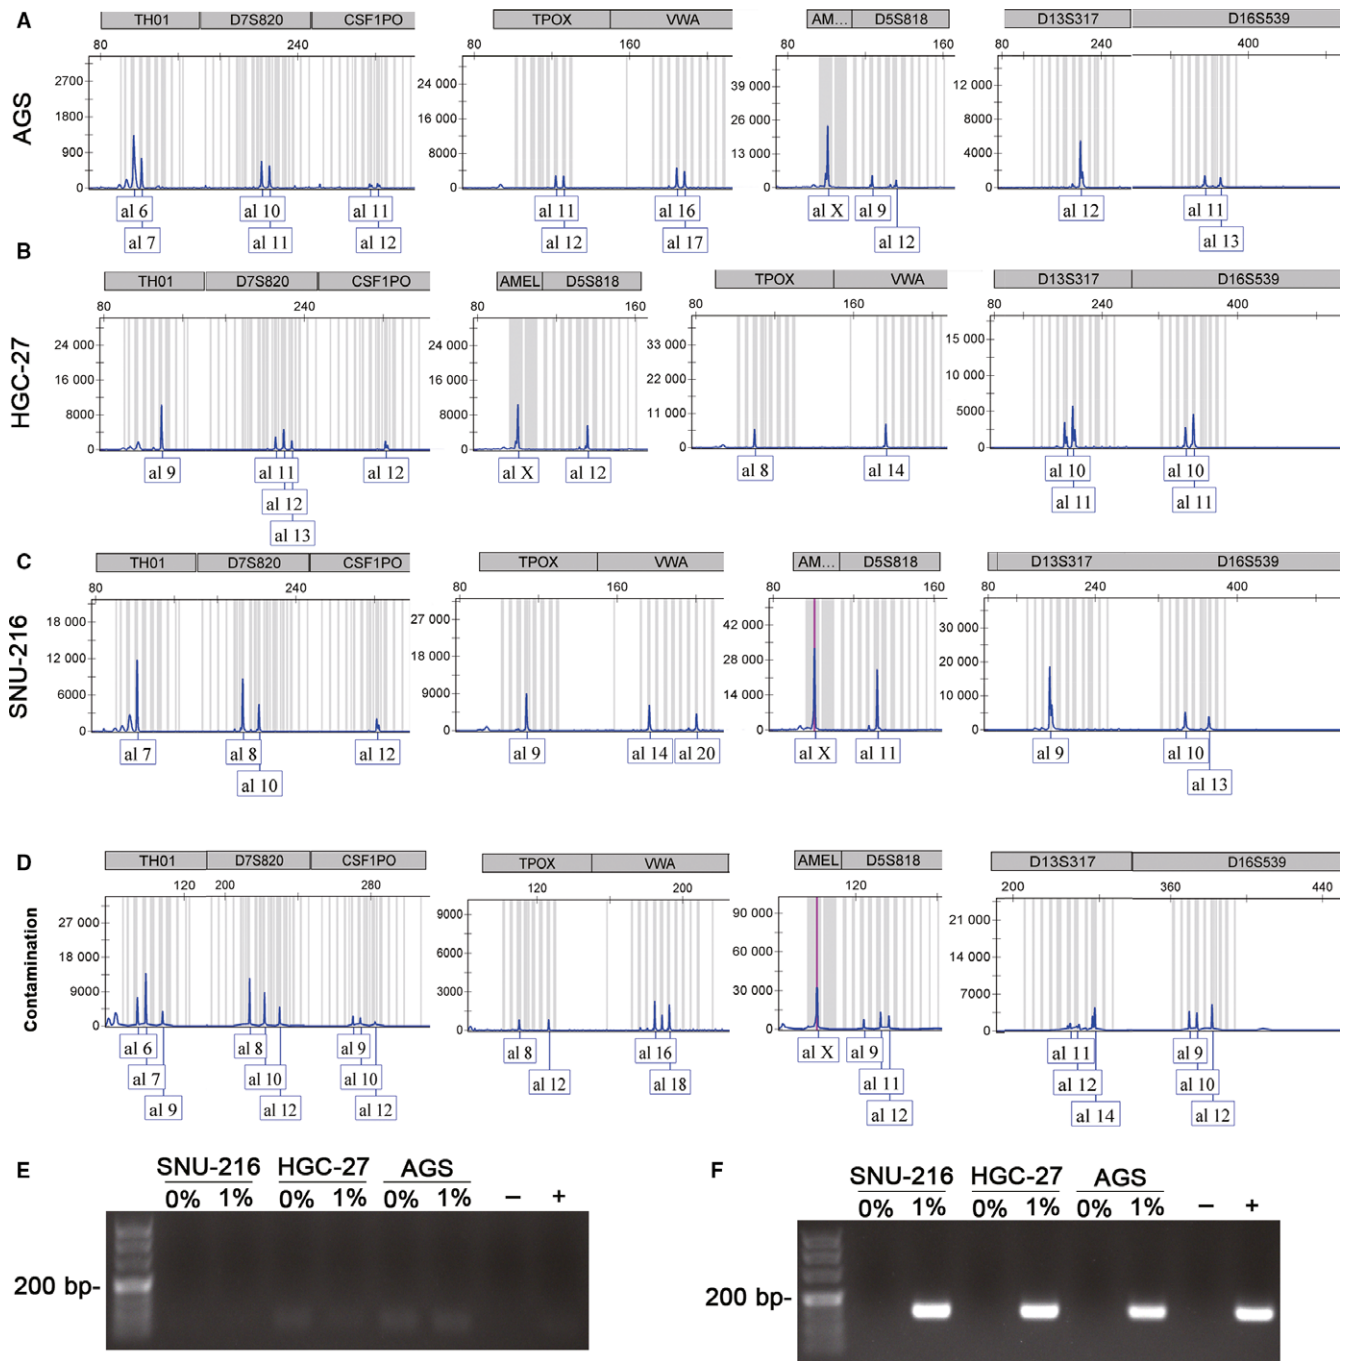 A
TH01 D7S820 CSF1PO TPOX VWA AM... D5S818 D13S317 D16S539
80 240 80 160 80 160 80 240 400
AGS
2700 24 000 39 000 12 000
1800 16 000 26 000 8000
900 8000 13 000 4000
0 0 0 0
al 6 al 10 al 11 al 11 al 16 al X al 9 al 12 al 11
al 7 al 11 al 12 al 12 al 17 al 12 al 13
B
TH01 D7S820 CSF1PO AMEL D5S818 TPOX VWA D13S317 D16S539
80 240 80 160 80 160 80 240 400
HGC-27
24 000 24 000 33 000 15 000
16 000 16 000 22 000 10 000
8000 8000 11 000 5000
0 0 0 0
al 9 al 11 al 12 al X al 12 al 8 al 14 al 10 al 10
al 12 al 11 al 11
al 13
C
TH01 D7S820 CSF1PO TPOX VWA AM... D5S818 D13S317 D16S539
80 240 80 160 80 160 80 240 400
SNU-216
18 000 27 000 42 000 30 000
12 000 18 000 28 000 20 000
6000 9000 14 000 10 000
0 0 0 0
al 7 al 8 al 12 al 9 al 14 al 20 al X al 11 al 9 al 10
al 10 al 13
D
TH01 D7S820 CSF1PO TPOX VWA AMEL D5S818 D13S317 D16S539
120 200 280 120 200 120 200 360 440
Contamination
27 000 9000 90 000 21 000
18 000 6000 60 000 14 000
9000 3000 30 000 7000
0 0 0 0
al 6 al 8 al 9 al 8 al 16 al X al 9 al 11 al 9
al 7 al 10 al 10 al 12 al 18 al 11 al 12 al 10
al 9 al 12 al 12 al 12 al 14 al 12
E
SNU-216 HGC-27 AGS
0% 1% 0% 1% 0% 1% – +
200 bp-
F
SNU-216 HGC-27 AGS
0% 1% 0% 1% 0% 1% – +
200 bp-